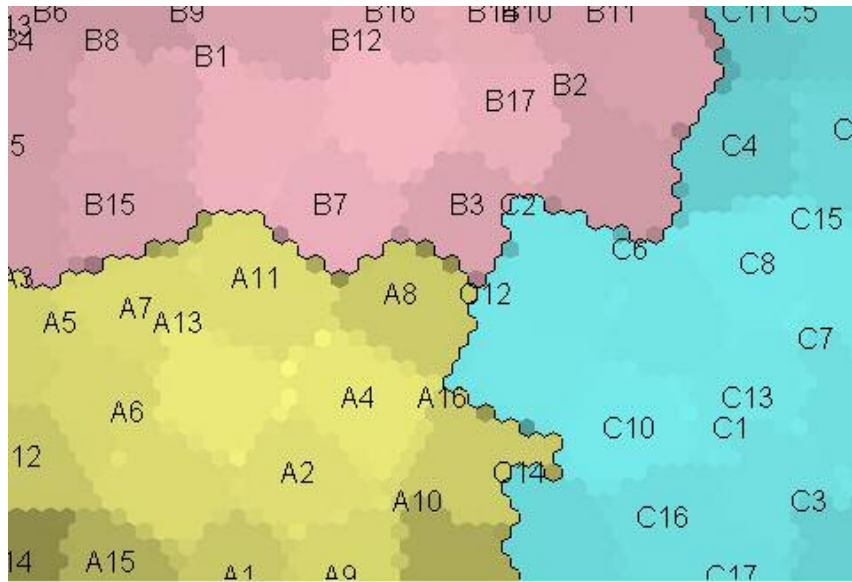 B6 B9 B16 B10 B11 C11 C5
B8 B1 B12 B2
B17
C4
B15 B7 B3 C2 C15
C6 C8
A11 A8 C12
A5 A7 A13 C7
A6 A4 A16 C10 C13 C1
12 A2 C14
A10 C16 C3
14 A15 A1 A9 C17